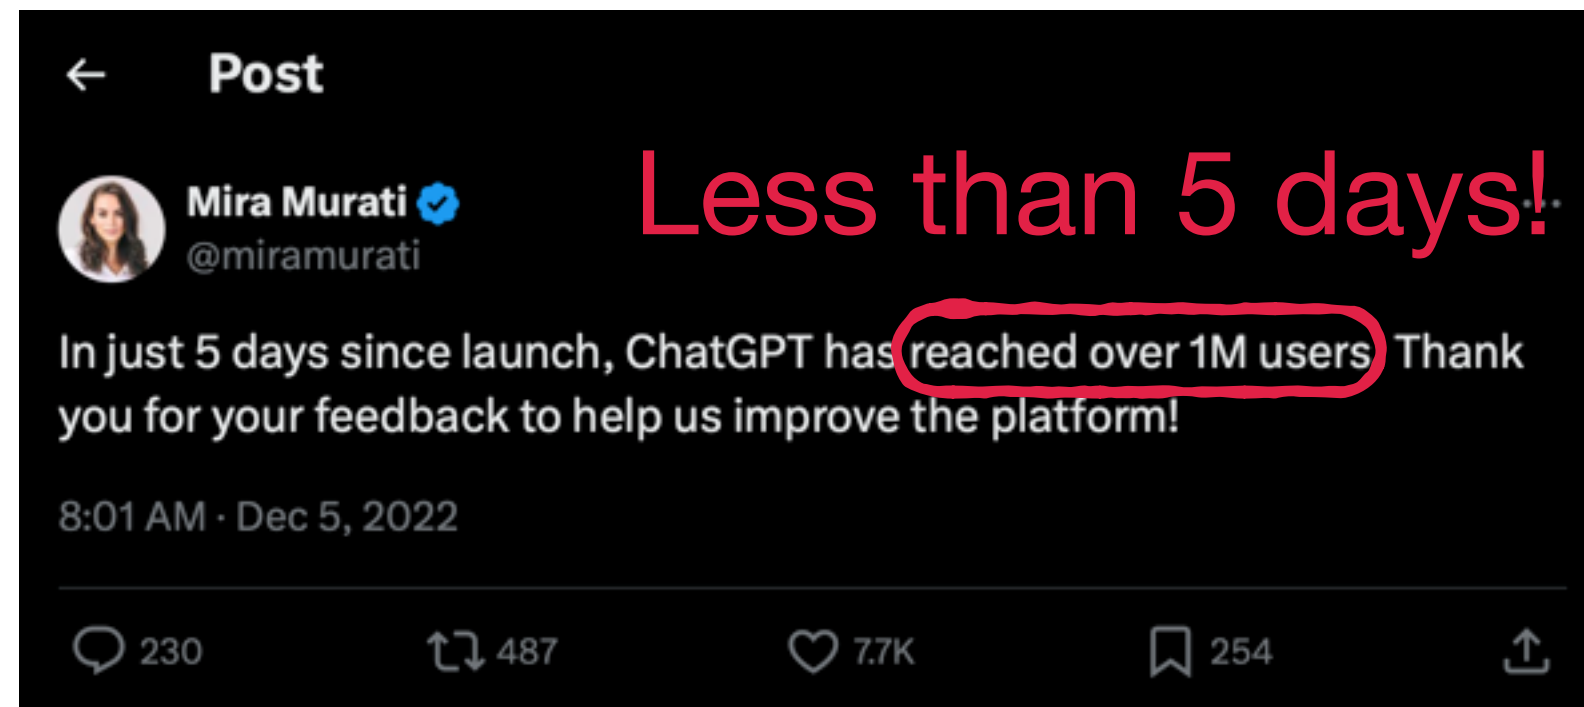 Post
Mira Murati
@miramurati
Less than 5 days!
In just 5 days since launch, ChatGPT has reached over 1M users Thank
you for your feedback to help us improve the platform!
8:01 AM · Dec 5, 2022
230 487 7.7K 254